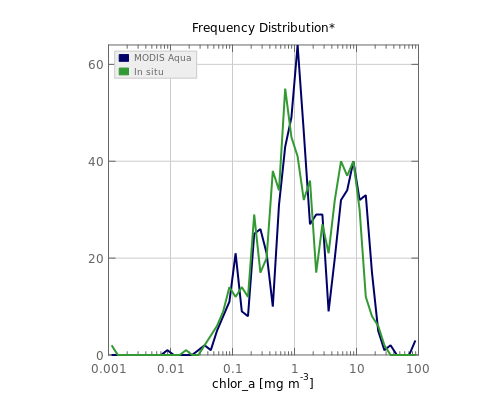 Frequency Distribution*
MODIS Aqua
In situ
60
40
20
0
0.001 0.01 0.1 1 10 100
chlor_a [mg m-3]